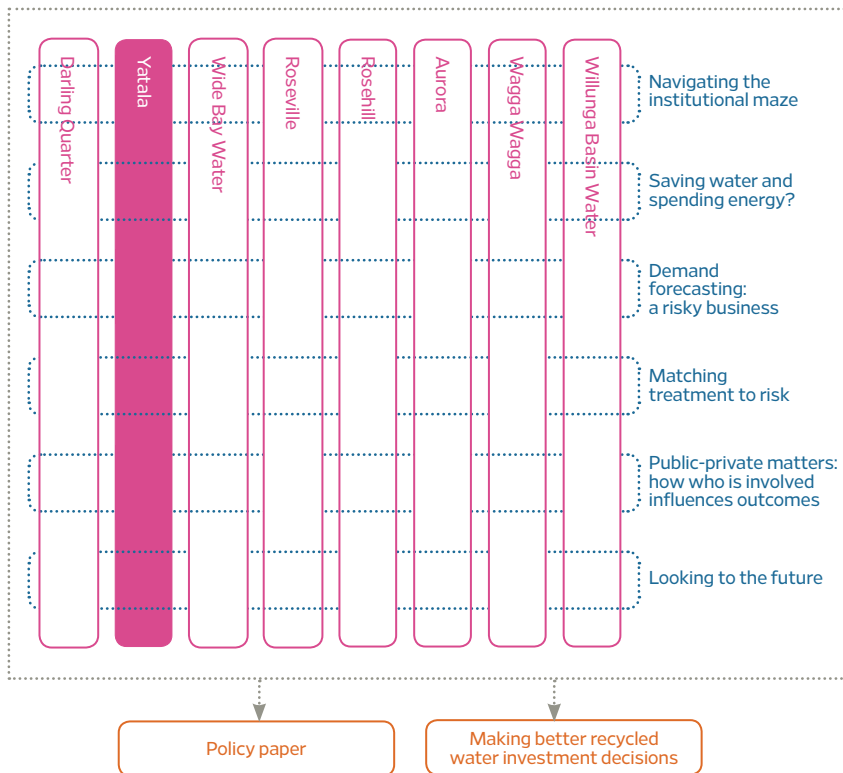 Darling Quarter
Yatala
Wide Bay Water
Roseville
Rosehill
Aurora
Wagga Wagga
Willunga Basin Water
Navigating the
institutional maze
Saving water and
spending energy?
Demand
forecasting:
a risky business
Matching
treatment to risk
Public-private matters:
how who is involved
influences outcomes
Looking to the future
Policy paper
Making better recycled
water investment decisions